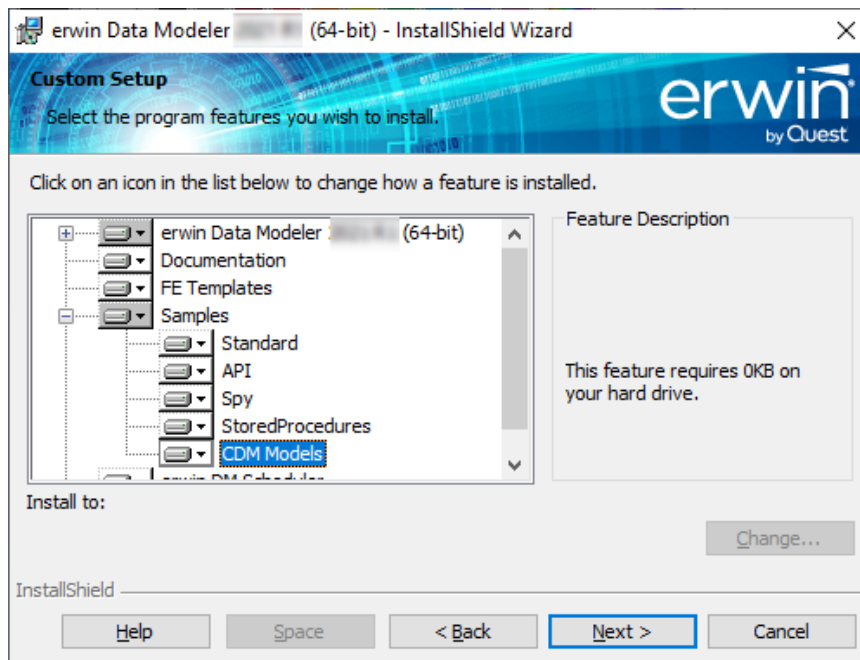 erwin Data Modeler (64-bit) - InstallShield Wizard
Custom Setup
Select the program features you wish to install.
erwin
by Quest
Click on an icon in the list below to change how a feature is installed.
erwin Data Modeler (64-bit)
Documentation
FE Templates
Samples
Standard
API
Spy
StoredProcedures
CDM Models
erwin DM Scheduler
Feature Description
This feature requires 0KB on
your hard drive.
Install to:
Change...
InstallShield
Help
Space
< Back
Next >
Cancel